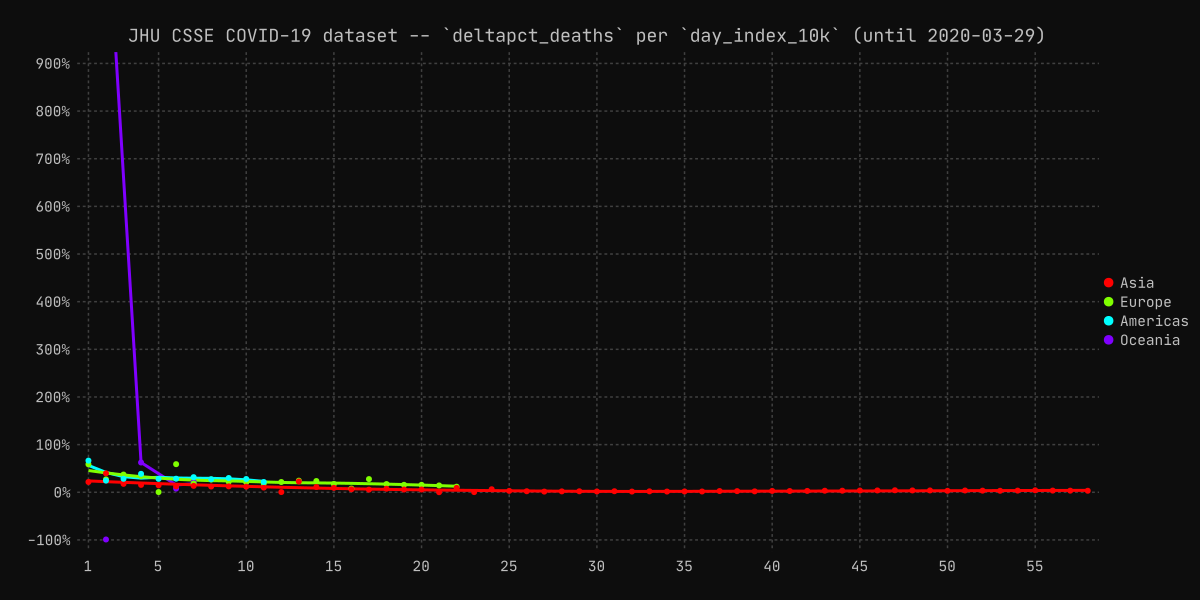 JHU CSSE COVID-19 dataset -- `deltapct_deaths` per `day_index_10k` (until 2020-03-29)
900%
800%
700%
600%
500%
400%
300%
200%
100%
0%
-100%
1 5 10 15 20 25 30 35 40 45 50 55
Asia
Europe
Americas
Oceania